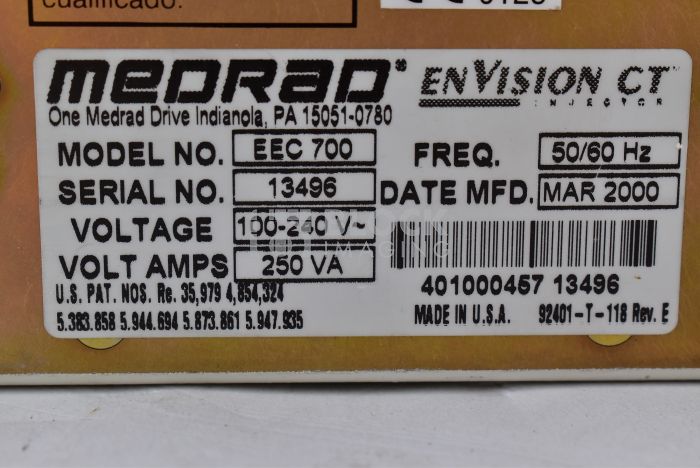 cualificado.
MEDRAD® ENVISION CT
INJECTOR
One Medrad Drive Indianola, PA 15051-0780
MODEL NO. EEC 700 FREQ. 50/60 Hz
SERIAL NO. 13496 DATE MFD. MAR 2000
VOLTAGE 100-240 V~
VOLT AMPS 250 VA
401000457 13496
U.S. PAT. NOS. Re. 35,979 4,854,324
5.383.858 5.944.694 5.873.861 5.947.935
MADE IN U.S.A. 92401-T-118 Rev. E
IMAGING